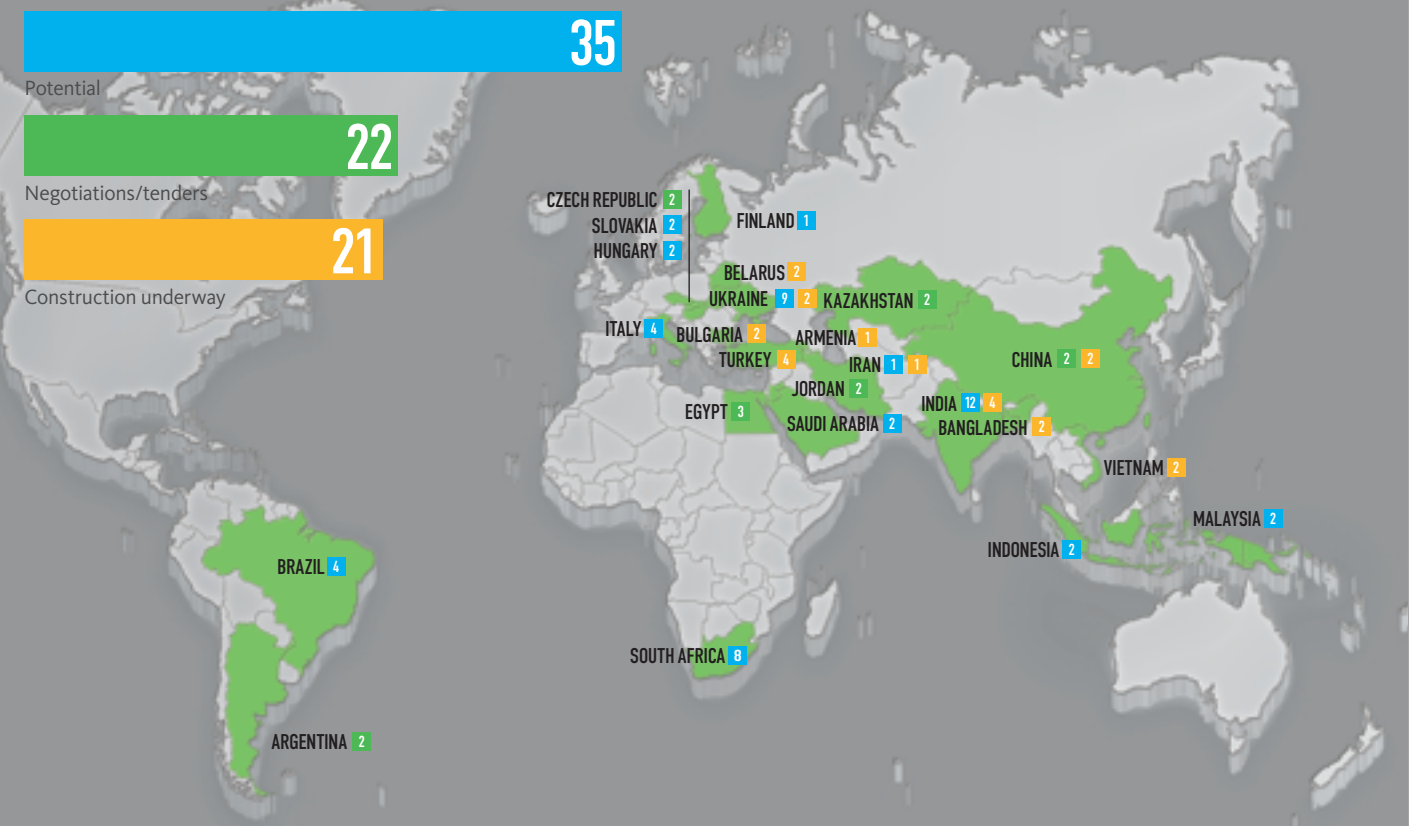 35
Potential
22
Negotiations/tenders
21
Construction underway
CZECH REPUBLIC 2
SLOVAKIA 2
FINLAND 1
HUNGARY 2
BELARUS 2
UKRAINE 9 2
KAZAKHSTAN 2
ITALY 4
BULGARIA 2
ARMENIA 1
TURKEY 4
IRAN 1 1
CHINA 2 2
JORDAN 2
EGYPT 3
INDIA 12 4
SAUDI ARABIA 2
BANGLADESH 2
VIETNAM 2
MALAYSIA 2
INDONESIA 2
BRAZIL 4
SOUTH AFRICA 8
ARGENTINA 2